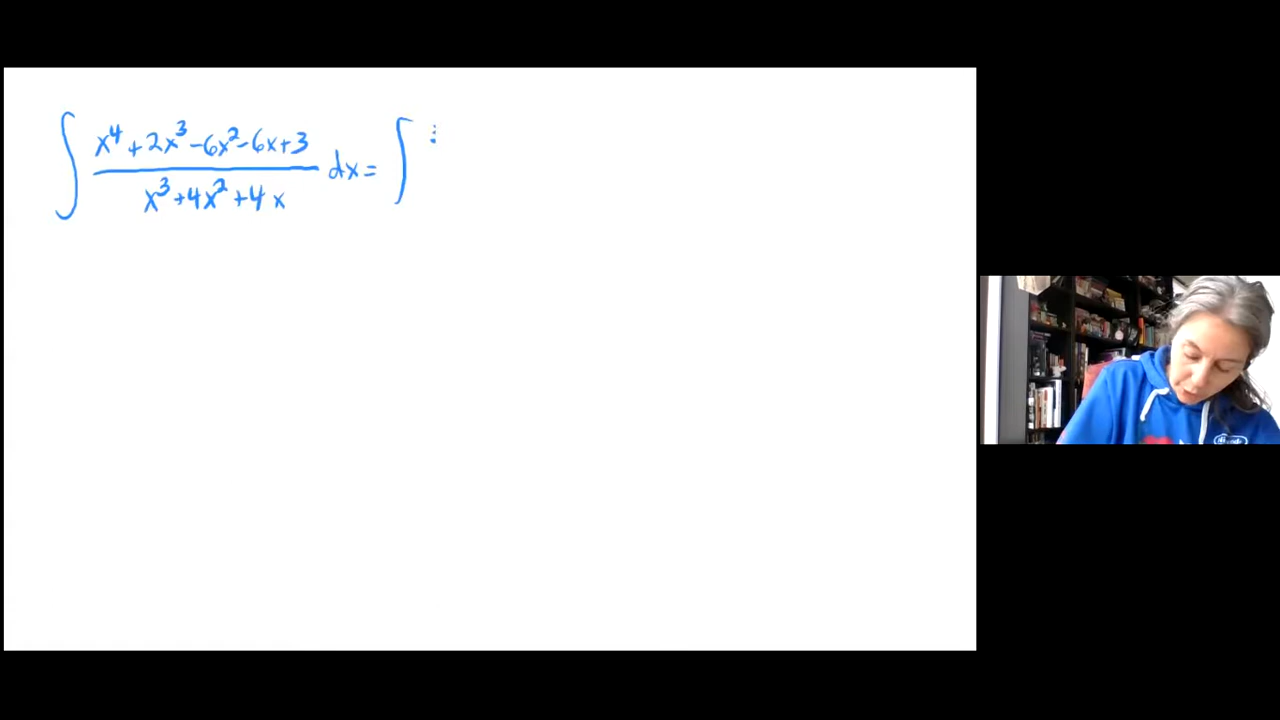 ∫ (x⁴ + 2x³ - 6x² - 6x + 3) / (x³ + 4x² + 4x) dx = ∫